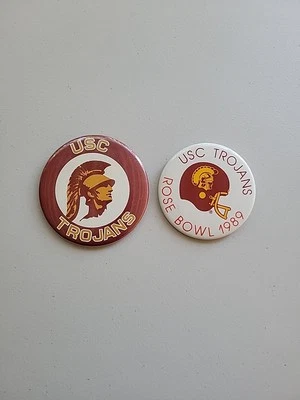 USC
TROJANS
USC TROJANS
ROSE BOWL 1989